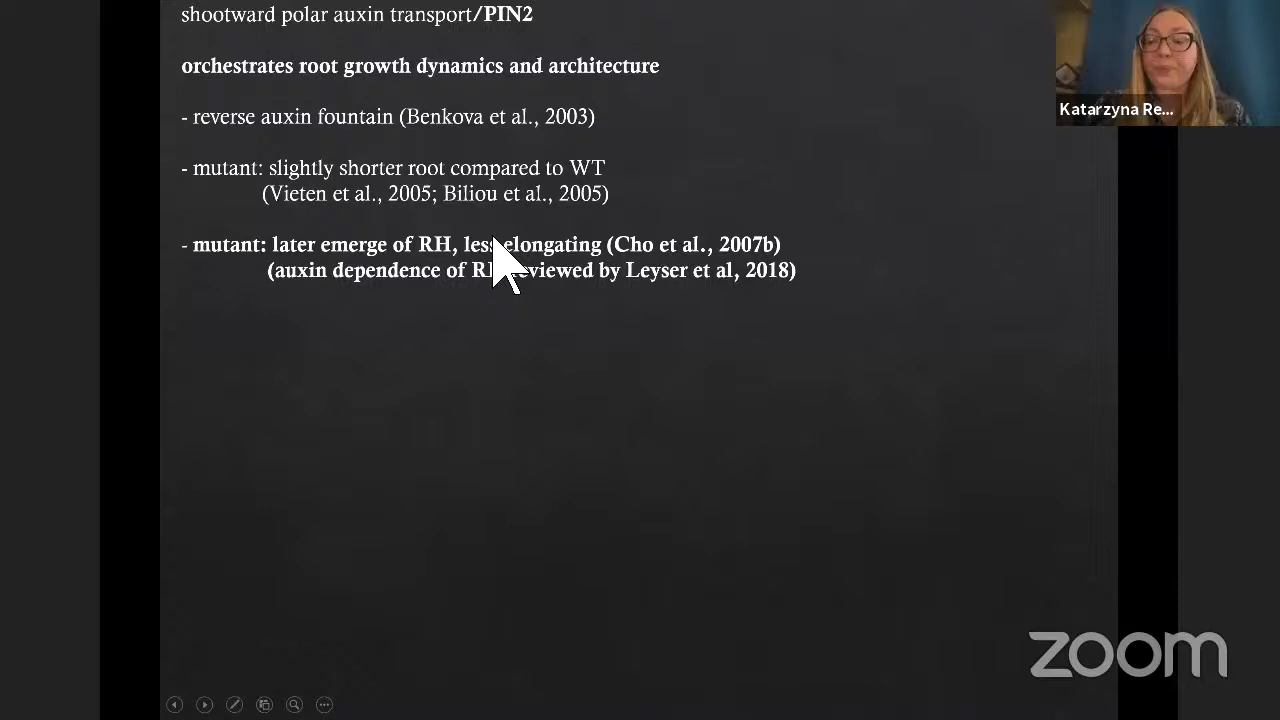 shootward polar auxin transport/PIN2
orchestrates root growth dynamics and architecture
- reverse auxin fountain (Benkova et al., 2003)
- mutant: slightly shorter root compared to WT
(Vieten et al., 2005; Biliou et al., 2005)
- mutant: later emerge of RH, less elongating (Cho et al., 2007b)
(auxin dependence of reviewed by Leyser et al, 2018)
Katarzyna Re...
zoom